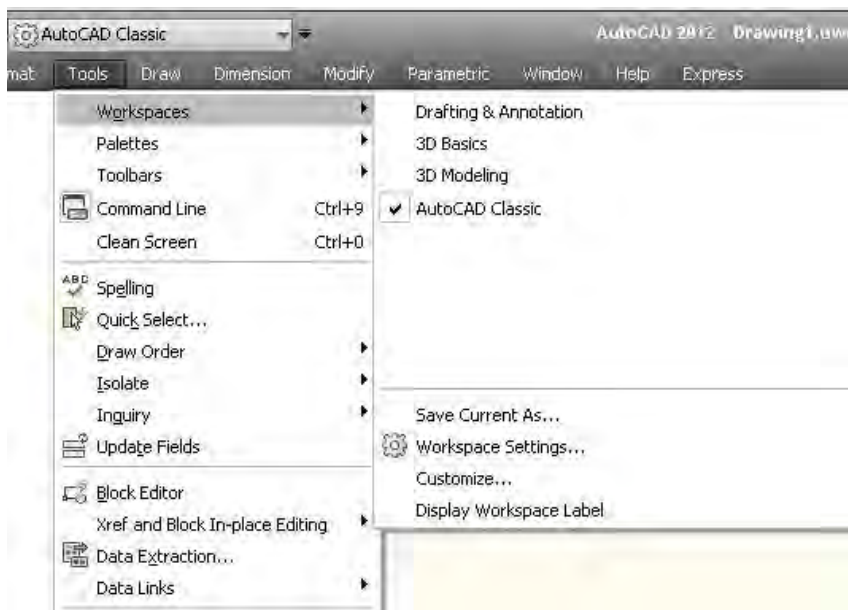 AutoCAD Classic
AutoCAD 2012 Drawing1.dwg
mat Tools Draw Dimension Modify Parametric Window Help Express
Workspaces
Palettes
Toolbars
Command Line Ctrl+9
Clean Screen Ctrl+0
ABC Spelling
Quick Select...
Draw Order
Isolate
Inquiry
Update Fields
Block Editor
Xref and Block In-place Editing
Data Extraction...
Data Links
Drafting & Annotation
3D Basics
3D Modeling
AutoCAD Classic
Save Current As...
Workspace Settings...
Customize...
Display Workspace Label